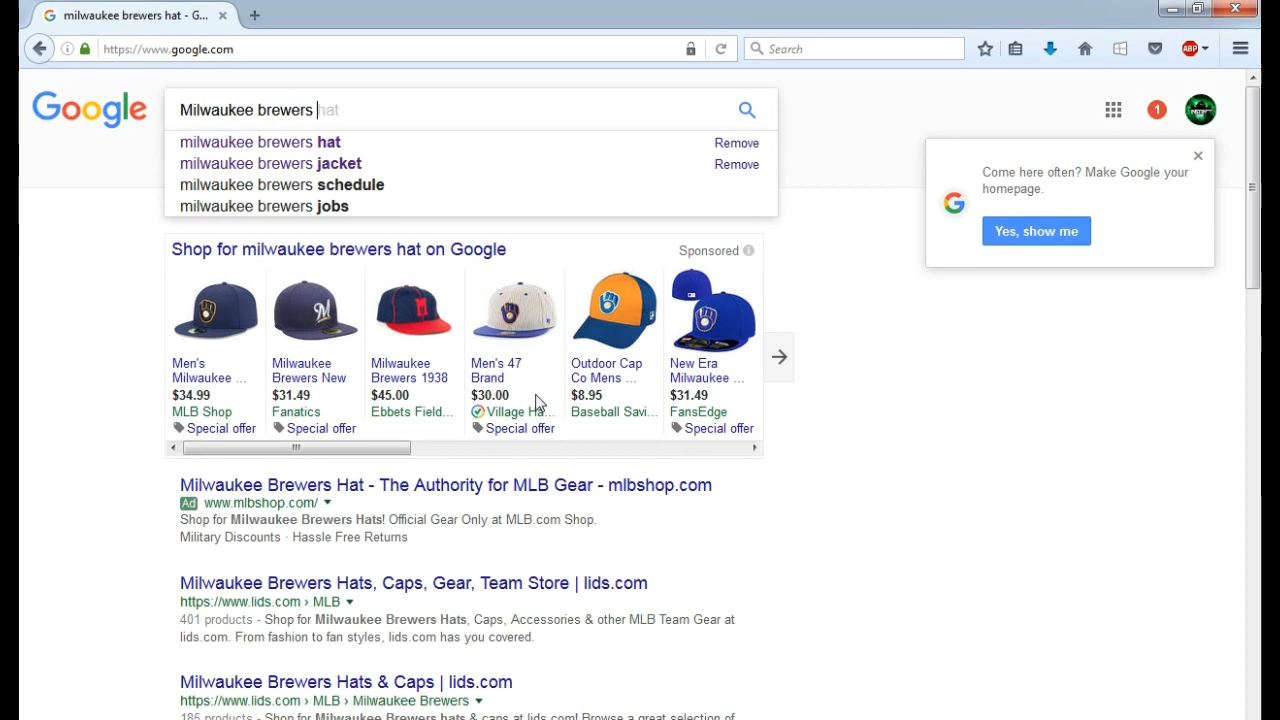 milwaukee brewers hat - G...
https://www.google.com
Search
ABP
Google
Milwaukee brewers hat
1
milwaukee brewers hat
Remove
milwaukee brewers jacket
Remove
milwaukee brewers schedule
milwaukee brewers jobs
Come here often? Make Google your
homepage.
Yes, show me
Shop for milwaukee brewers hat on Google
Sponsored
Men's
Milwaukee ...
$34.99
MLB Shop
Special offer
Milwaukee
Brewers New
$31.49
Fanatics
Special offer
Milwaukee
Brewers 1938
$45.00
Ebbets Field...
Men's 47
Brand
$30.00
Village Ha...
Special offer
Outdoor Cap
Co Mens ...
$8.95
Baseball Savi...
New Era
Milwaukee ...
$31.49
FansEdge
Special offer
Milwaukee Brewers Hat - The Authority for MLB Gear - mlbshop.com
Ad www.mlbshop.com/
Shop for Milwaukee Brewers Hats! Official Gear Only at MLB.com Shop.
Military Discounts · Hassle Free Returns
Milwaukee Brewers Hats, Caps, Gear, Team Store | lids.com
https://www.lids.com › MLB
401 products - Shop for Milwaukee Brewers Hats, Caps, Accessories & other MLB Team Gear at
lids.com. From fashion to fan styles, lids.com has you covered.
Milwaukee Brewers Hats & Caps | lids.com
https://www.lids.com › MLB › Milwaukee Brewers
185 products - Shop for Milwaukee Brewers hats & caps at lids.com! Browse a great selection of